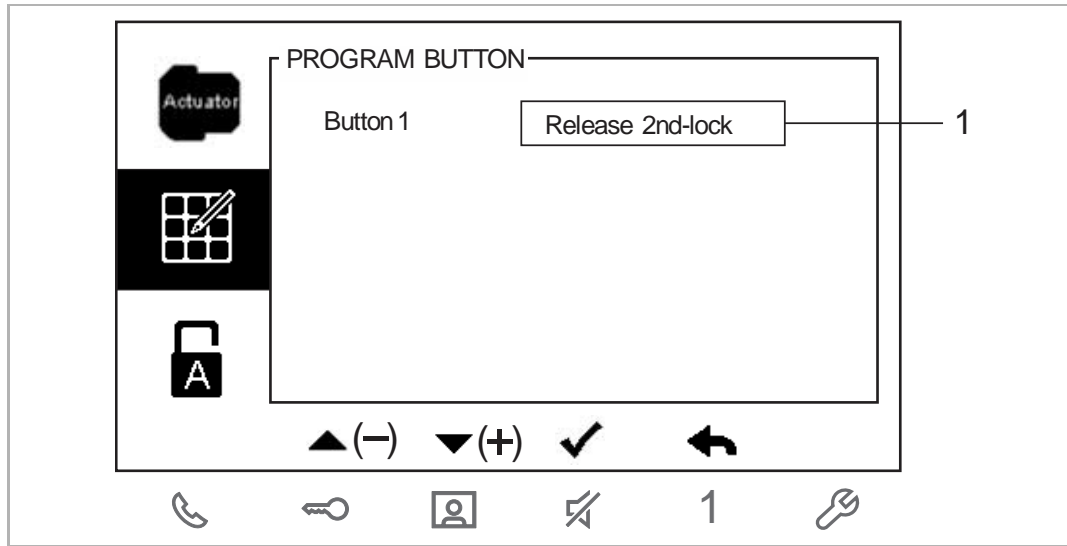 PROGRAM BUTTON
Actuator
Button 1 Release 2nd-lock 1
A
(−) (+)
1